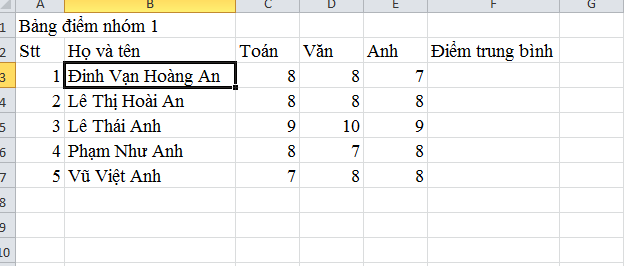 A B C D E F G
1 Bảng điểm nhóm 1
2 Stt Họ và tên Toán Văn Anh Điểm trung bình
3 1 Đinh Vạn Hoàng An 8 8 7
4 2 Lê Thị Hoài An 8 8 8
5 3 Lê Thái Anh 9 10 9
6 4 Phạm Như Anh 8 7 8
7 5 Vũ Việt Anh 7 8 8
8
9
10